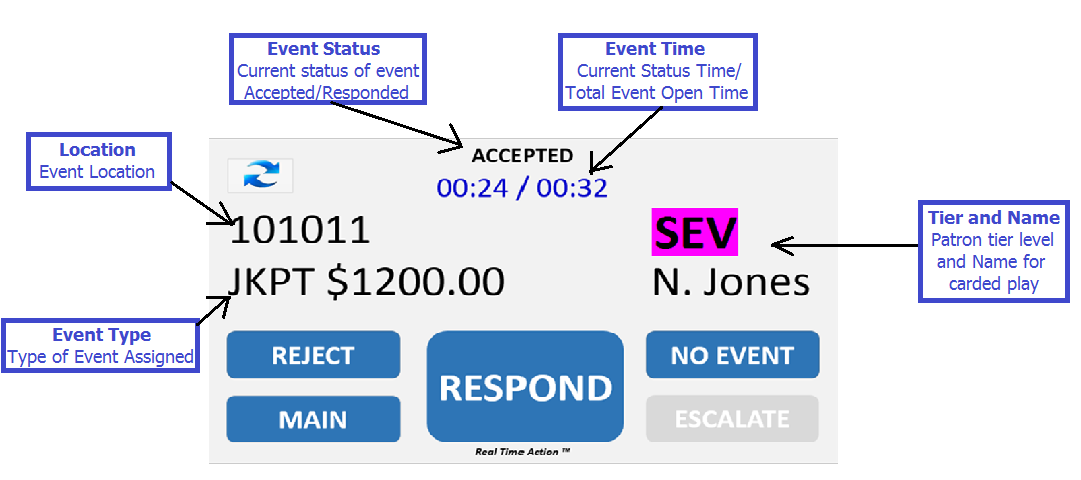 Event Status
Current status of event
Accepted/Responded
Event Time
Current Status Time/
Total Event Open Time
Location
Event Location
ACCEPTED
00:24 / 00:32
101011
SEV
Tier and Name
Patron tier level
and Name for
carded play
JKPT $1200.00
N. Jones
Event Type
Type of Event Assigned
REJECT
RESPOND
NO EVENT
MAIN
ESCALATE
Real Time Action ™